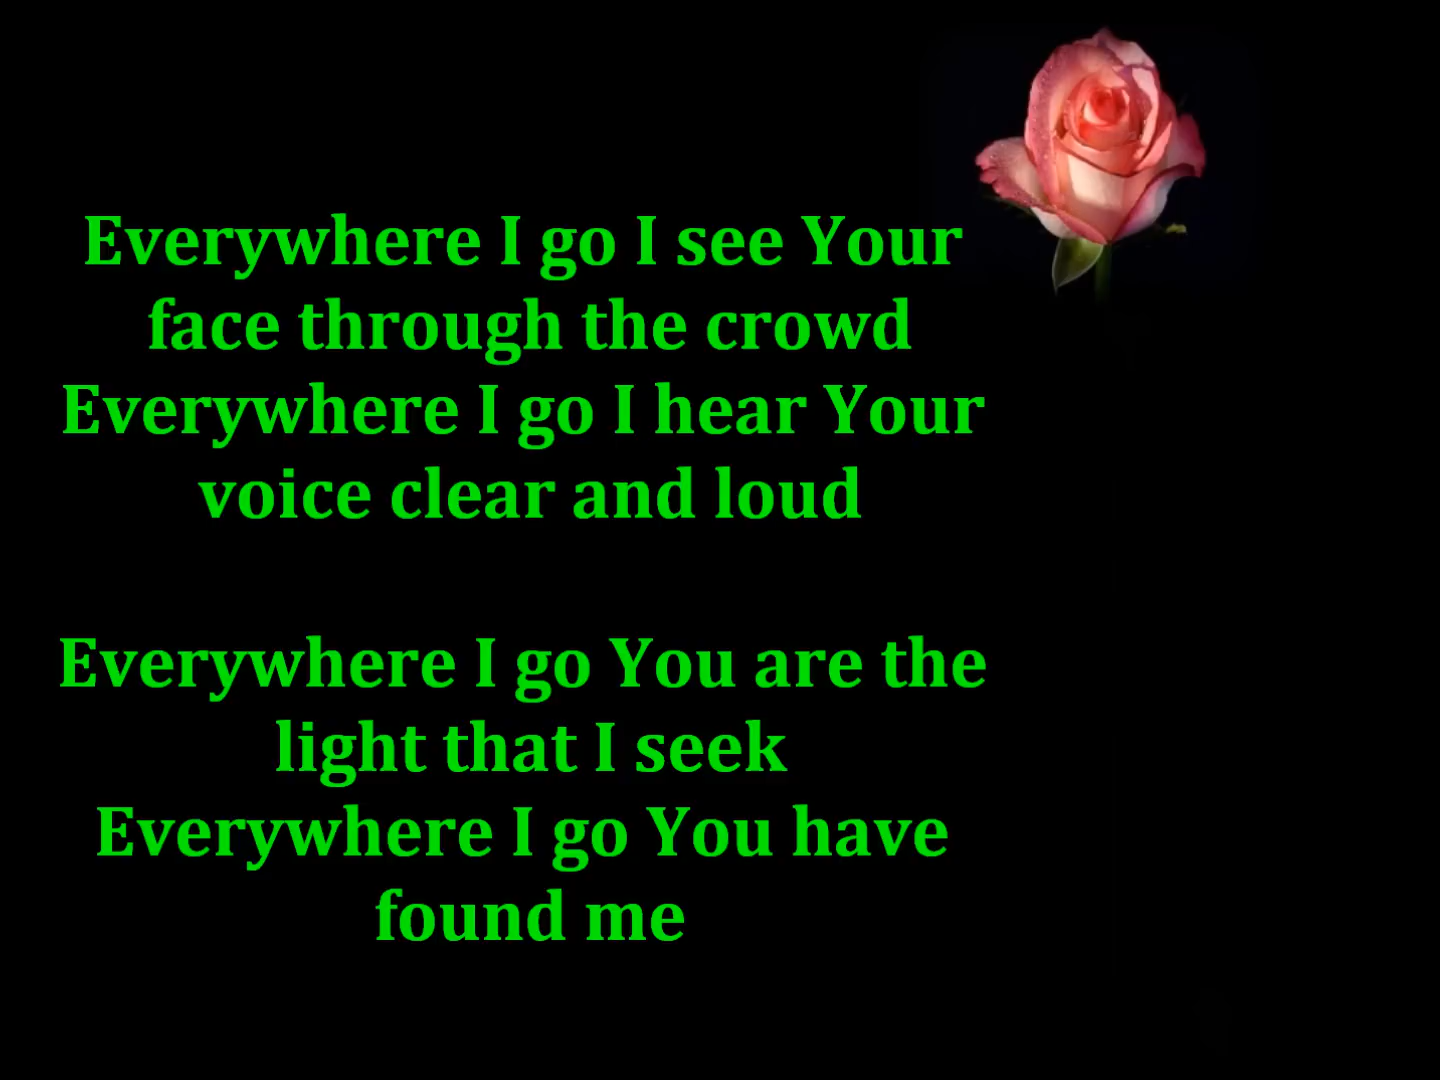 Everywhere I go I see Your
face through the crowd
Everywhere I go I hear Your
voice clear and loud
Everywhere I go You are the
light that I seek
Everywhere I go You have
found me